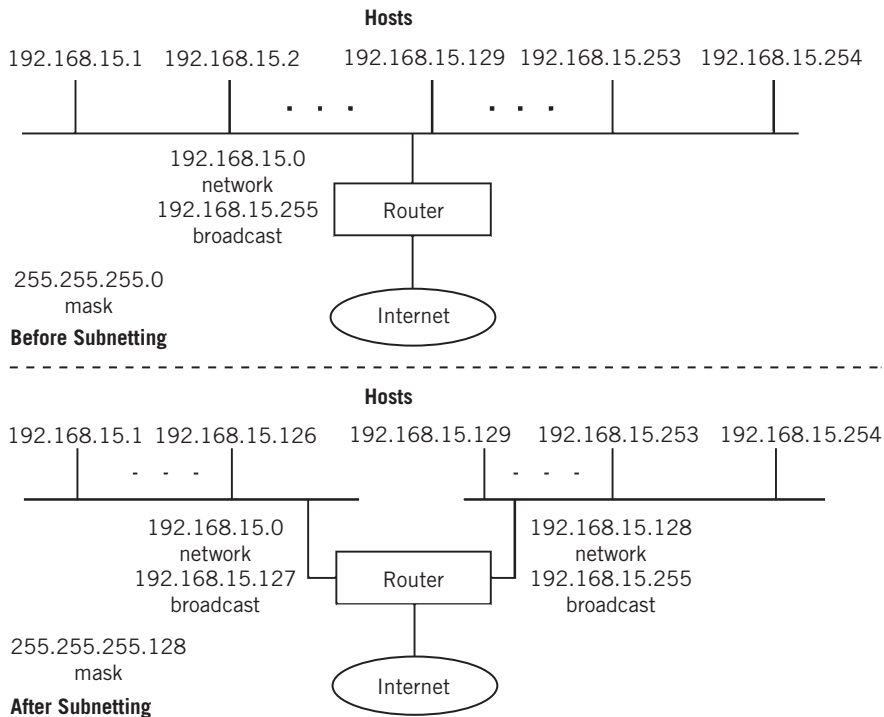 Hosts
192.168.15.1 192.168.15.2 192.168.15.129 192.168.15.253 192.168.15.254
. . . . . .
192.168.15.0
network
192.168.15.255
broadcast
Router
255.255.255.0
mask
Internet
Before Subnetting
Hosts
192.168.15.1 192.168.15.126 192.168.15.129 192.168.15.253 192.168.15.254
- - - - - -
192.168.15.0
network
192.168.15.127
broadcast
Router
192.168.15.128
network
192.168.15.255
broadcast
255.255.255.128
mask
Internet
After Subnetting